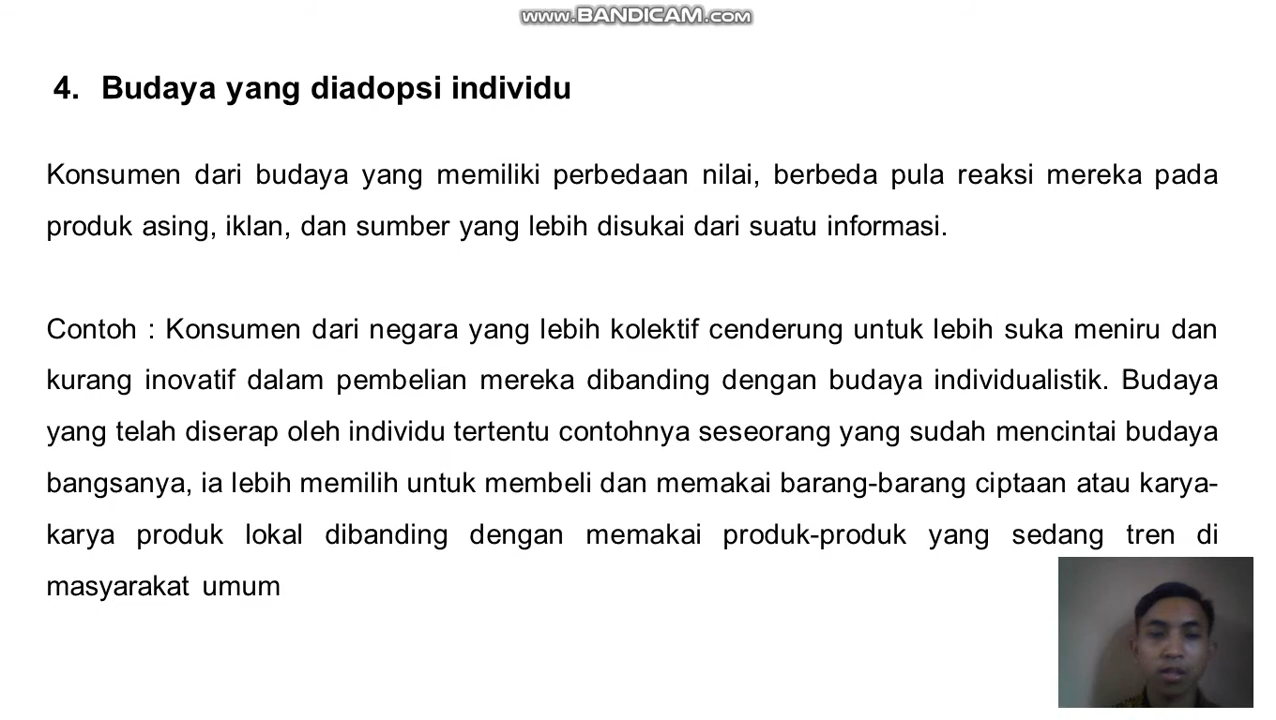 www.BANDICAM.com
4. Budaya yang diadopsi individu
Konsumen dari budaya yang memiliki perbedaan nilai, berbeda pula reaksi mereka pada
produk asing, iklan, dan sumber yang lebih disukai dari suatu informasi.
Contoh : Konsumen dari negara yang lebih kolektif cenderung untuk lebih suka meniru dan
kurang inovatif dalam pembelian mereka dibanding dengan budaya individualistik. Budaya
yang telah diserap oleh individu tertentu contohnya seseorang yang sudah mencintai budaya
bangsanya, ia lebih memilih untuk membeli dan memakai barang-barang ciptaan atau karya-
karya produk lokal dibanding dengan memakai produk-produk yang sedang tren di
masyarakat umum